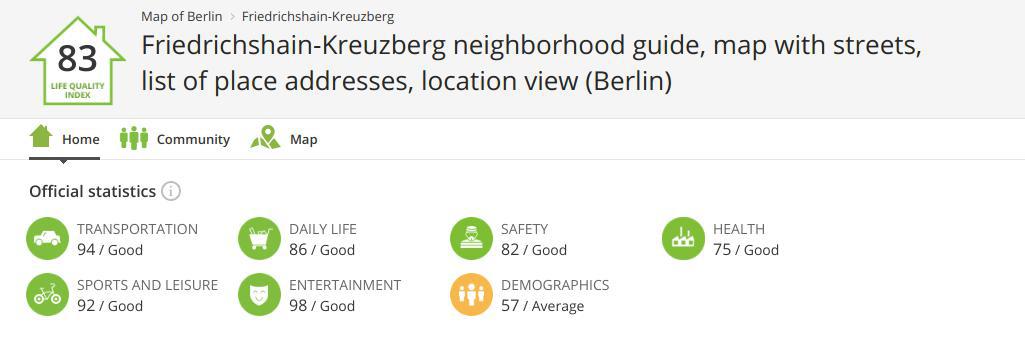 Map of Berlin > Friedrichshain-Kreuzberg
83
LIFE QUALITY
INDEX
Friedrichshain-Kreuzberg neighborhood guide, map with streets,
list of place addresses, location view (Berlin)
Home Community Map
Official statistics i
TRANSPORTATION
94 / Good
DAILY LIFE
86 / Good
SAFETY
82 / Good
HEALTH
75 / Good
SPORTS AND LEISURE
92 / Good
ENTERTAINMENT
98 / Good
DEMOGRAPHICS
57 / Average